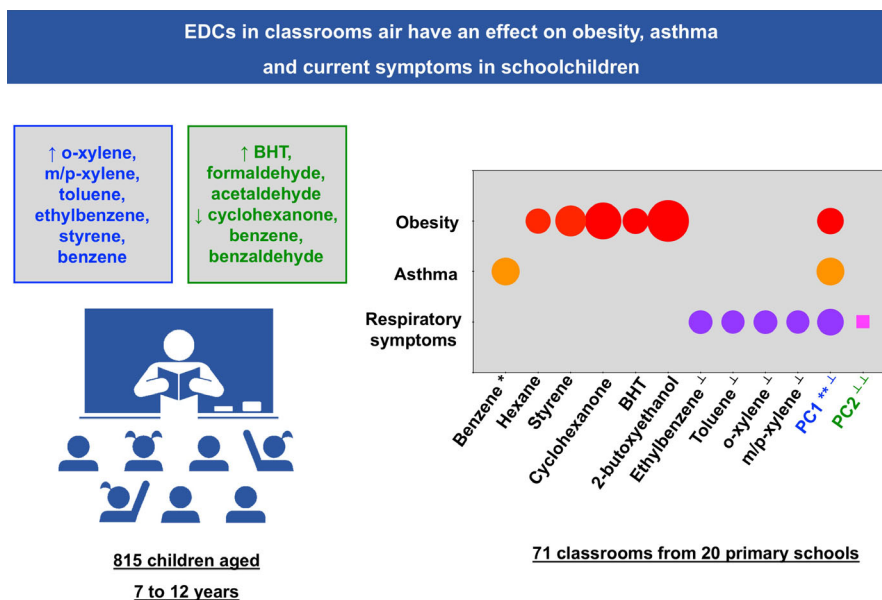 EDCs in classrooms air have an effect on obesity, asthma
and current symptoms in schoolchildren
↑ o-xylene,
m/p-xylene,
toluene,
ethylbenzene,
styrene,
benzene
↑ BHT,
formaldehyde,
acetaldehyde
↓ cyclohexanone,
benzene,
benzaldehyde
Obesity
Asthma
Respiratory
symptoms
Benzene *
Hexane
Styrene
Cyclohexanone
BHT
2-butoxyethanol
Ethylbenzene ⊥
Toluene ⊥
o-xylene ⊥
m/p-xylene ⊥
PC1 ** ⊥
PC2 ⊥⊥
815 children aged
7 to 12 years
71 classrooms from 20 primary schools